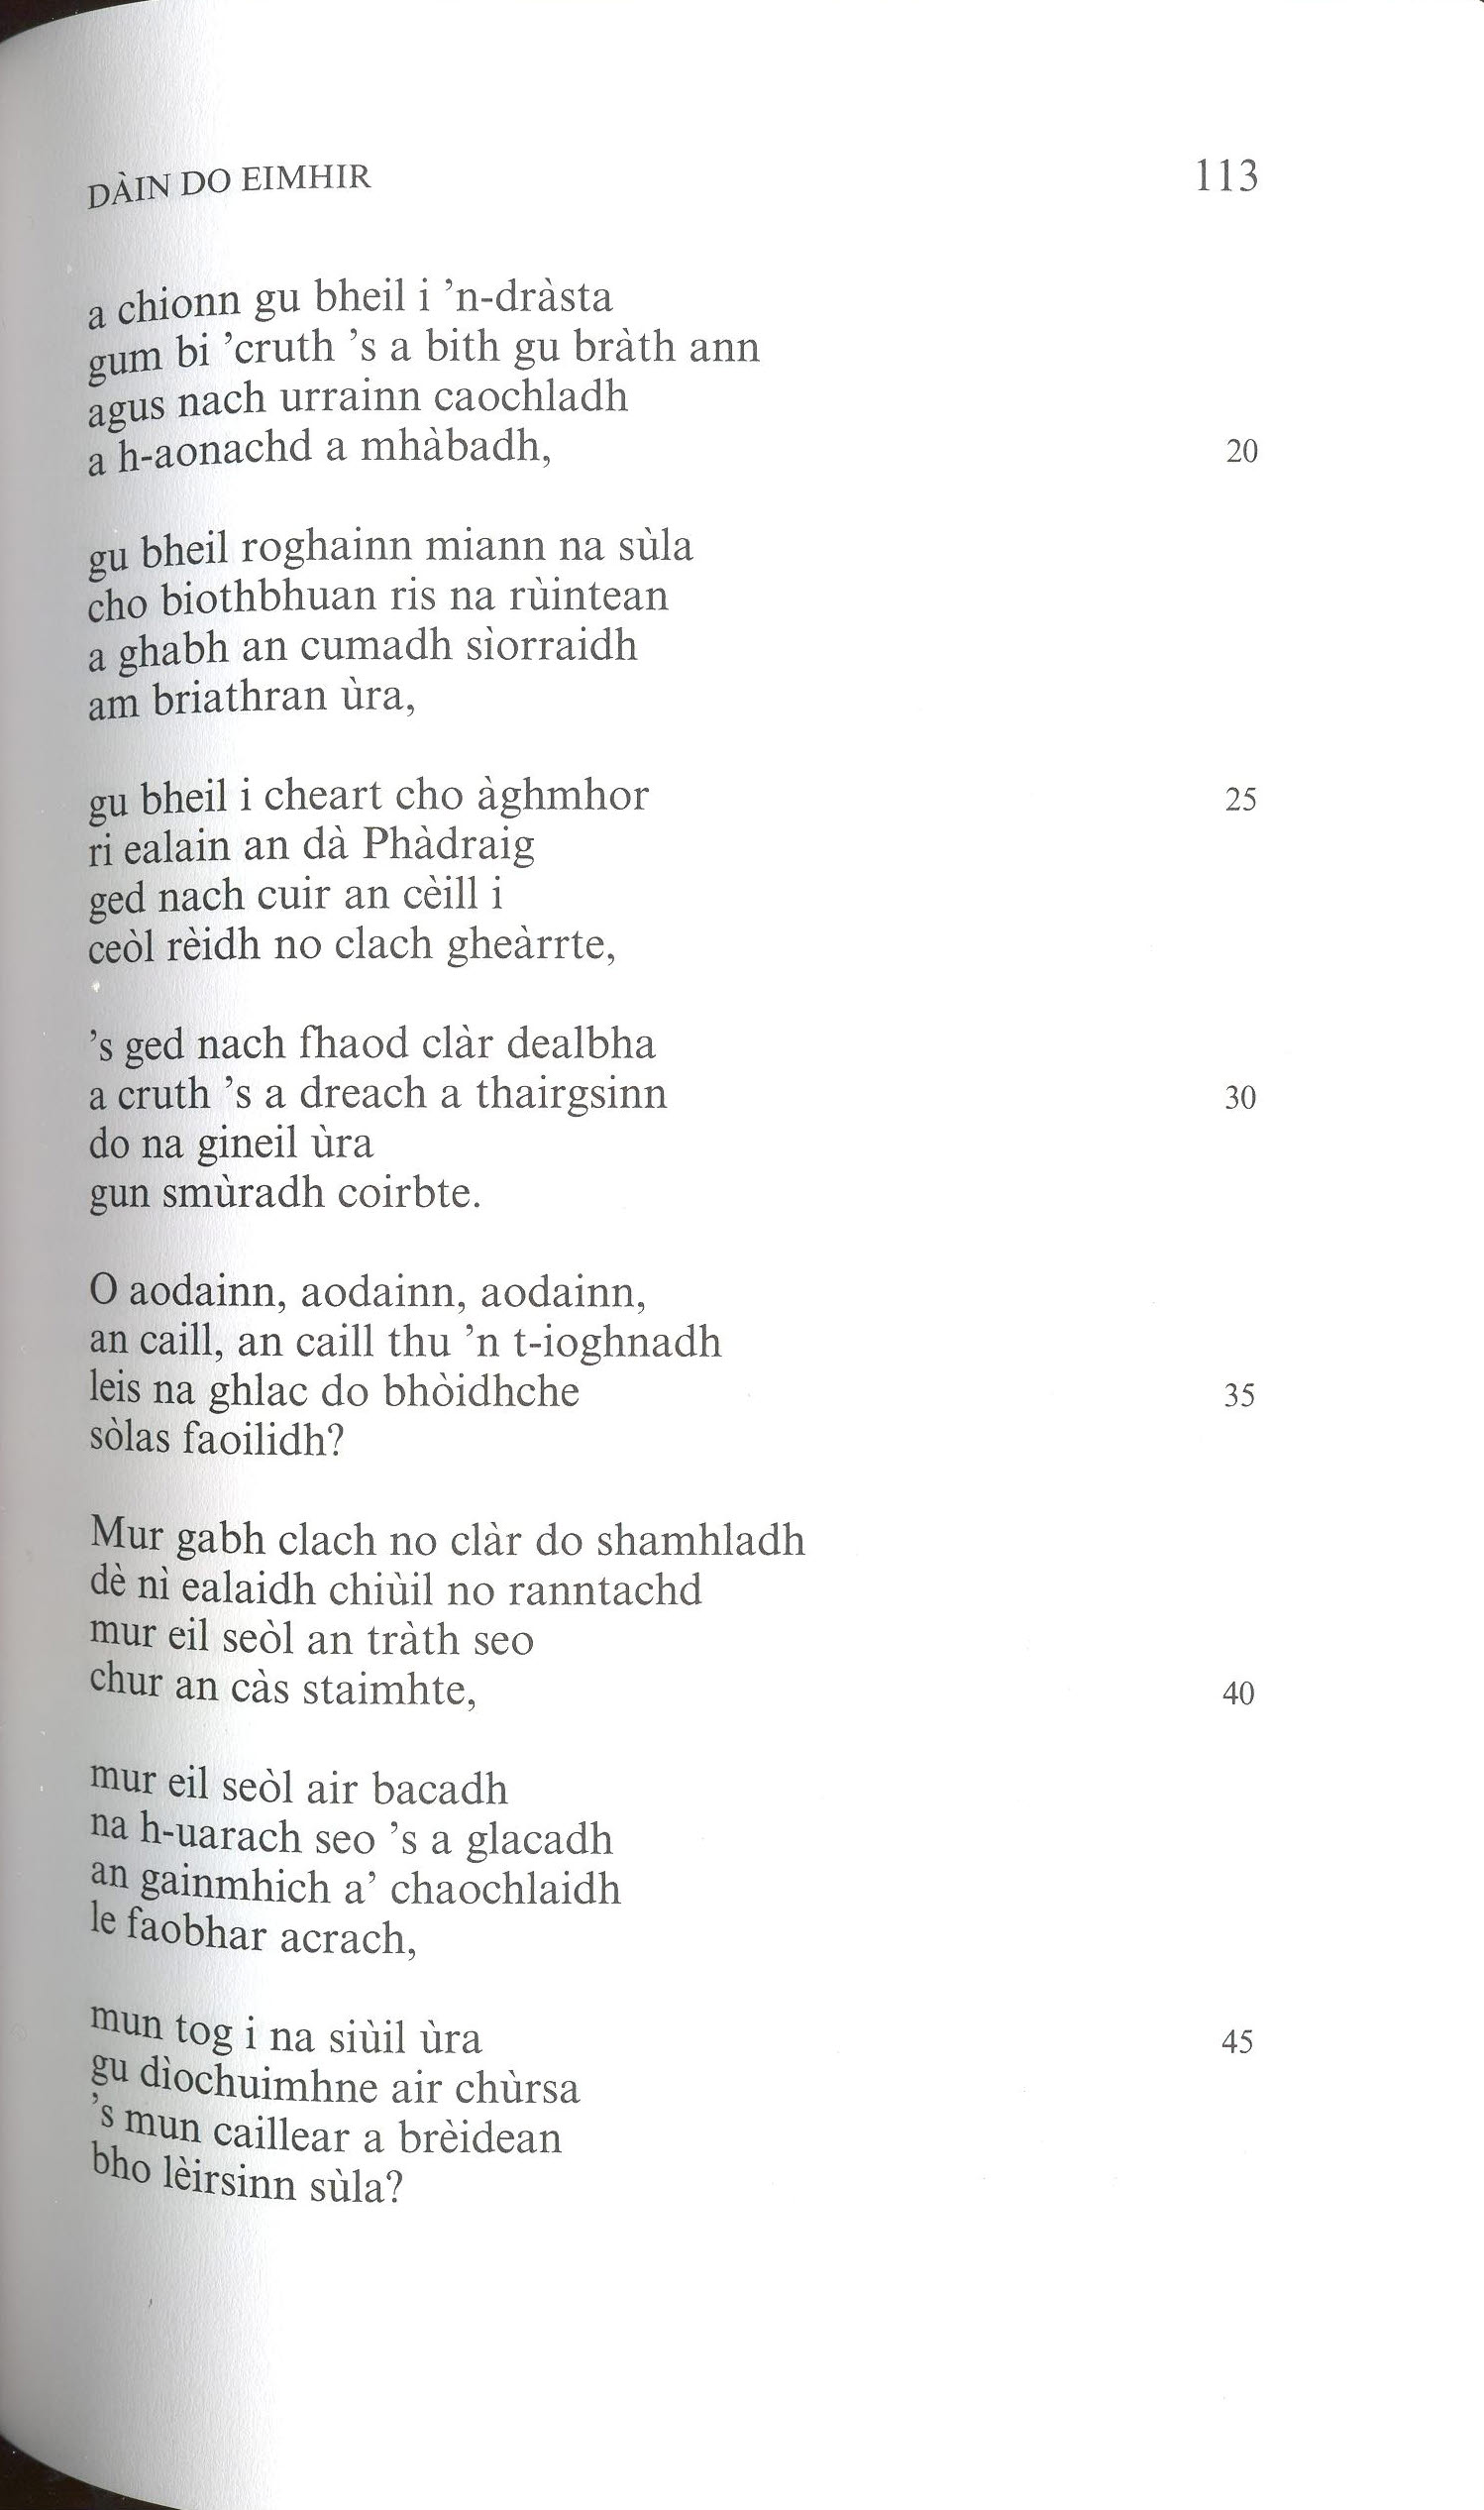 DÀIN DO EIMHIR 113
a chionn gu bheil i ’n-dràsta
gum bi ’cruth ’s a bith gu bràth ann
agus nach urrainn caochladh
a h-aonachd a mhàbadh, 20
gu bheil roghainn miann na sùla
cho biothbhuan ris na rùintean
a ghabh an cumadh sìorraidh
am briathran ùra,
gu bheil i cheart cho àghmhor 25
ri ealain an dà Phàdraig
ged nach cuir an cèill i
ceòl rèidh no clach gheàrrte,
’s ged nach fhaod clàr dealbha
a cruth ’s a dreach a thairgsinn 30
do na gineil ùra
gun smùradh coirbte.
O aodainn, aodainn, aodainn,
an caill, an caill thu ’n t-ioghnadh
leis na ghlac do bhòidhche 35
sòlas faoilidh?
Mur gabh clach no clàr do shamhladh
dè nì ealaidh chiùil no ranntachd
mur eil seòl an tràth seo
chur an càs staimhte, 40
mur eil seòl air bacadh
na h-uarach seo ’s a glacadh
an gainmhich a’ chaochlaidh
le faobhar acrach,
mun tog i na siùil ùra 45
gu dìochuimhne air chùrsa
’s mun caillear a brèidean
bho lèirsinn sùla?